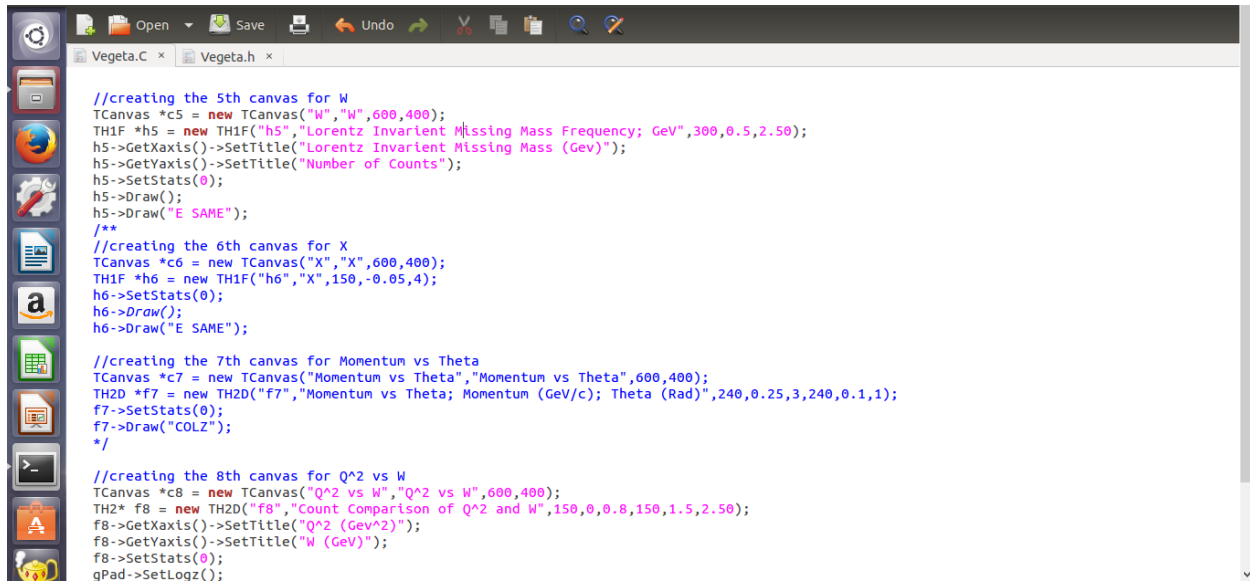 Open Save Undo
Vegeta.C × Vegeta.h ×
//creating the 5th canvas for W
TCanvas *c5 = new TCanvas("W","W",600,400);
TH1F *h5 = new TH1F("h5","Lorentz Invarient Missing Mass Frequency; GeV",300,0.5,2.50);
h5->GetXaxis()->SetTitle("Lorentz Invarient Missing Mass (Gev)");
h5->GetYaxis()->SetTitle("Number of Counts");
h5->SetStats(0);
h5->Draw();
h5->Draw("E SAME");
/**
//creating the 6th canvas for X
TCanvas *c6 = new TCanvas("X","X",600,400);
TH1F *h6 = new TH1F("h6","X",150,-0.05,4);
h6->SetStats(0);
h6->Draw();
h6->Draw("E SAME");
//creating the 7th canvas for Momentum vs Theta
TCanvas *c7 = new TCanvas("Momentum vs Theta","Momentum vs Theta",600,400);
TH2D *f7 = new TH2D("f7","Momentum vs Theta; Momentum (GeV/c); Theta (Rad)",240,0.25,3,240,0.1,1);
f7->SetStats(0);
f7->Draw("COLZ");
*/
//creating the 8th canvas for Q^2 vs W
TCanvas *c8 = new TCanvas("Q^2 vs W","Q^2 vs W",600,400);
TH2* f8 = new TH2D("f8","Count Comparison of Q^2 and W",150,0,0.8,150,1.5,2.50);
f8->GetXaxis()->SetTitle("Q^2 (Gev^2)");
f8->GetYaxis()->SetTitle("W (GeV)");
f8->SetStats(0);
gPad->SetLogz();